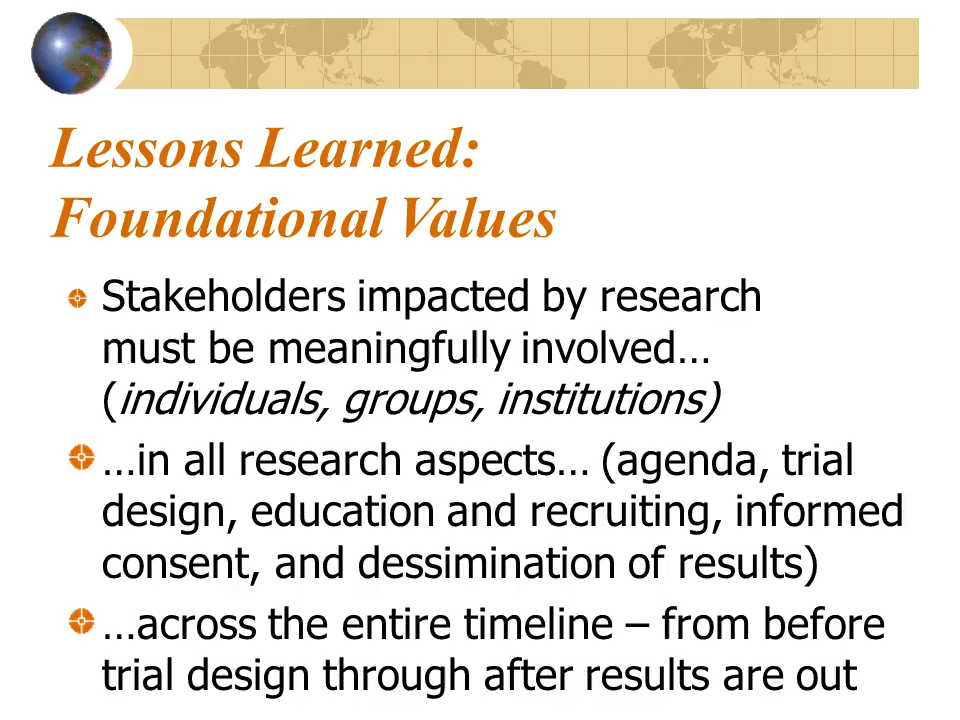 Lessons Learned:
Foundational Values
Stakeholders impacted by research
must be meaningfully involved…
(individuals, groups, institutions)
…in all research aspects… (agenda, trial
design, education and recruiting, informed
consent, and dessimination of results)
…across the entire timeline – from before
trial design through after results are out